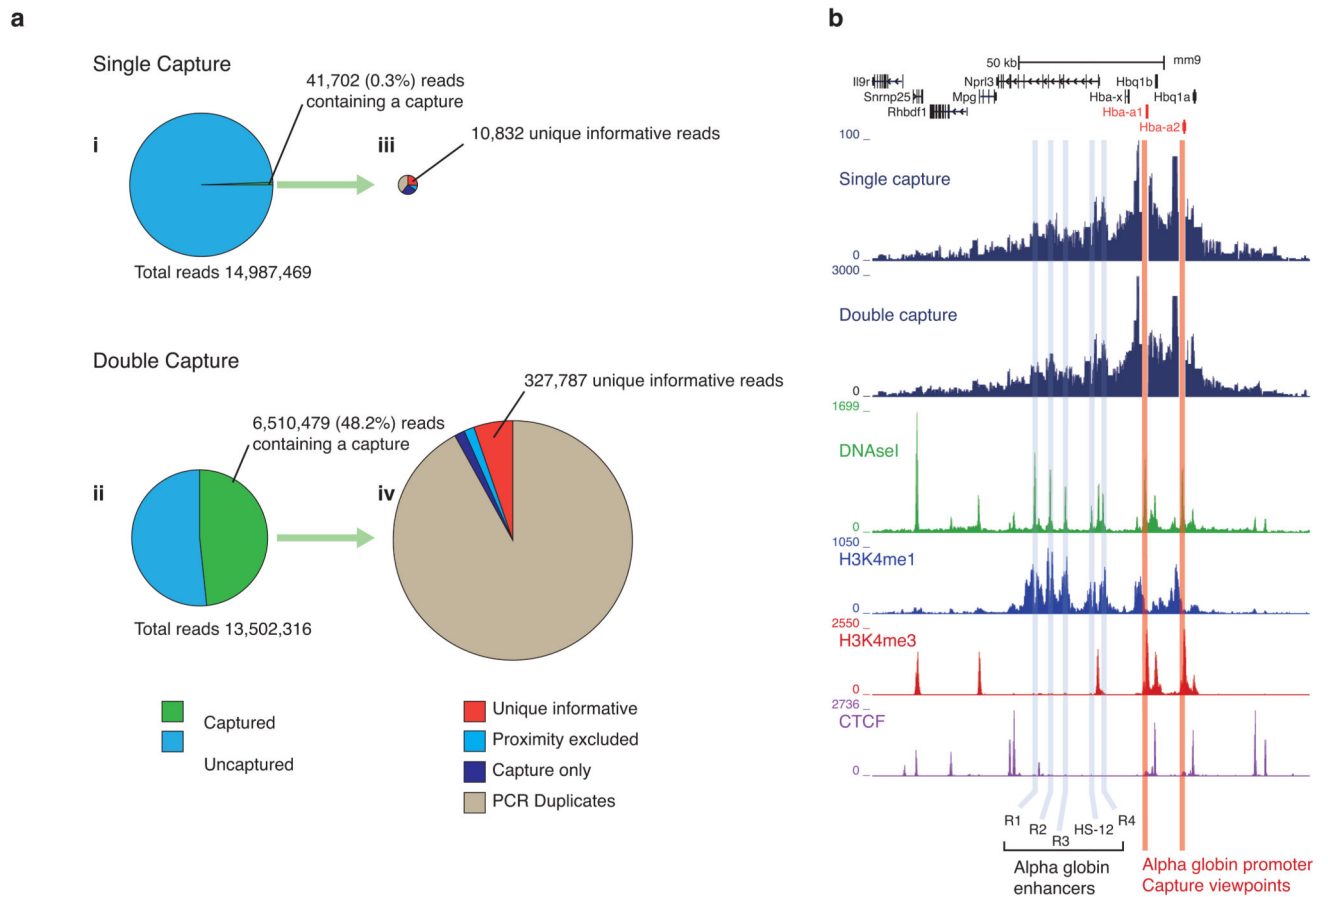 a
Single Capture
41,702 (0.3%) reads
containing a capture
i
iii
10,832 unique informative reads
Total reads 14,987,469
Double Capture
327,787 unique informative reads
6,510,479 (48.2%) reads
containing a capture
ii
iv
Total reads 13,502,316
Captured
Uncaptured
Unique informative
Proximity excluded
Capture only
PCR Duplicates
b
50 kb
mm9
Il9r
Nprl3
Hbq1b
Snrnp25
Mpg
Hba-x
Hbq1a
Rhbdf1
Hba-a1
Hba-a2
100
Single capture
0
3000
Double capture
0
1699
DNAseI
0
1050
H3K4me1
0
2550
H3K4me3
0
2736
CTCF
0
R1
R2
R3
HS-12
R4
Alpha globin
enhancers
Alpha globin promoter
Capture viewpoints